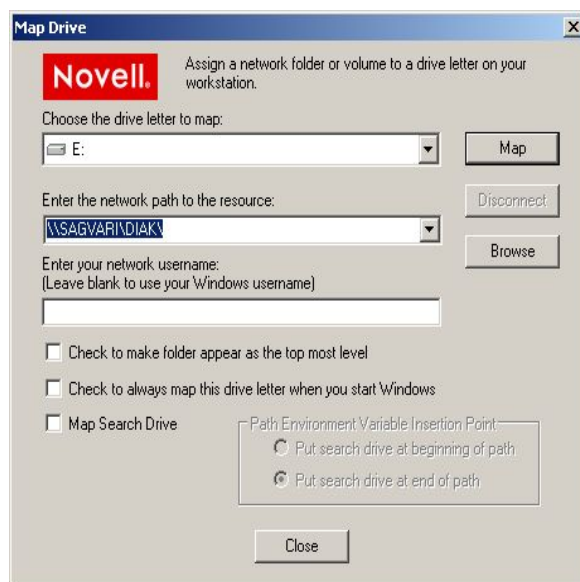 Map Drive
Novell.
Assign a network folder or volume to a drive letter on your
workstation.
Choose the drive letter to map:
E:
Map
Enter the network path to the resource:
Disconnect
\\SAGVARI\DIAK\
Browse
Enter your network username:
(Leave blank to use your Windows username)
Check to make folder appear as the top most level
Check to always map this drive letter when you start Windows
Map Search Drive
Path Environment Variable Insertion Point
Put search drive at beginning of path
Put search drive at end of path
Close